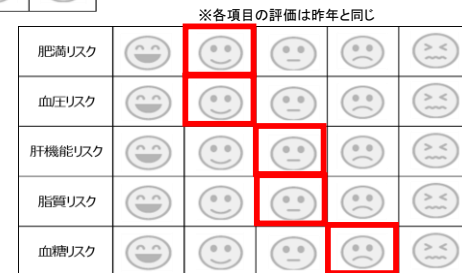 ※各項目の評価は昨年と同じ
肥満リスク
血圧リスク
肝機能リスク
脂質リスク
血糖リスク